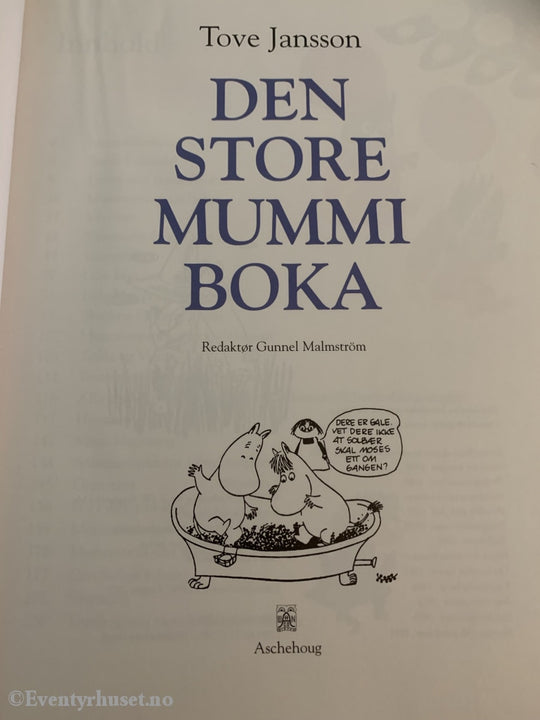 Tove Jansson
DEN
STORE
MUMMI
BOKA
Redaktør Gunnel Malmström
DERE ER GALE.
VET DERE IKKE
AT SOLBÆR
SKAL MOSES
ETT OM
GANGEN?
Aschehoug
©Eventyrhuset.no